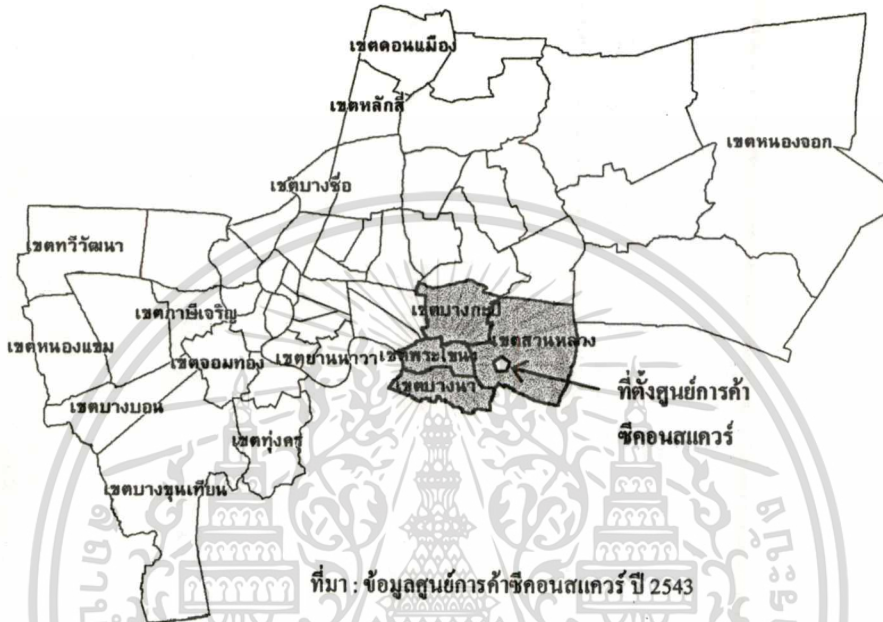 เขตดอนเมือง
เขตหลักสี่
เขตหนองจอก
เขตบางซื่อ
เขตทวีวัฒนา
เขตบางกะปิ
เขตภาษีเจริญ
เขตสวนหลวง
เขตหนองแขม
เขตจอมทอง
เขตยานนาวา
เขตพระโขนง
เขตบางนา
ที่ตั้งศูนย์การค้า
ซีคอนสแควร์
เขตบางบอน
เขตทุ่งครุ
เขตบางขุนเทียน
ที่มา : ข้อมูลศูนย์การค้าซีคอนสแควร์ ปี 2543